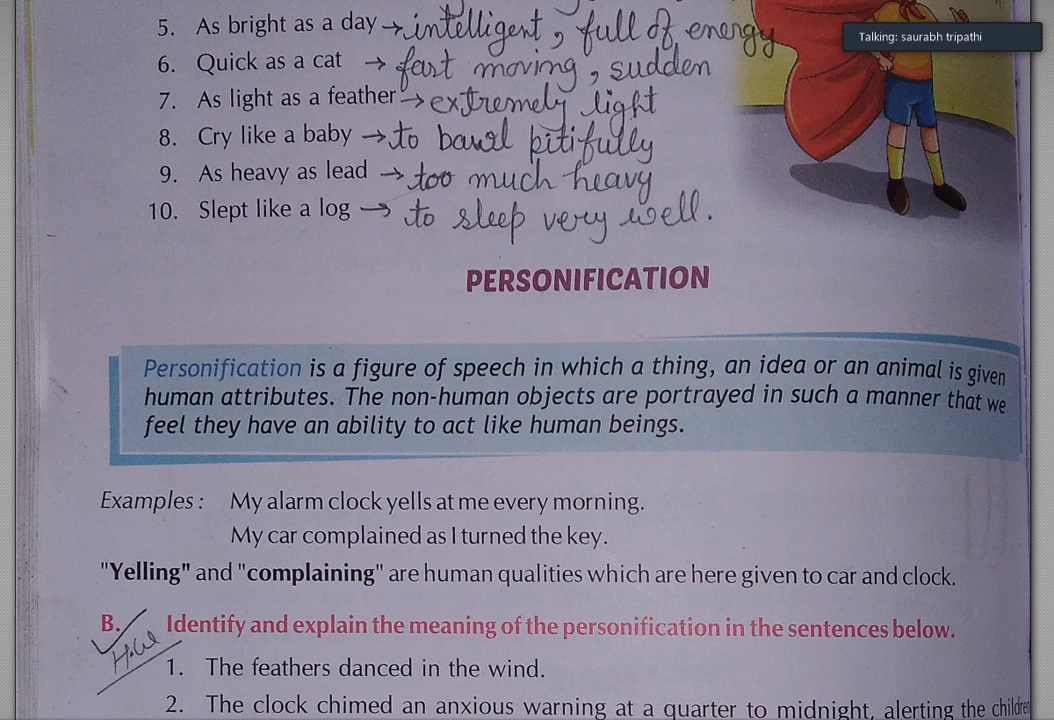 5. As bright as a day → intelligent, full of energy
Talking: saurabh tripathi
6. Quick as a cat → fast moving, sudden
7. As light as a feather → extremely light
8. Cry like a baby → to bawl pitifully
9. As heavy as lead → too much heavy
10. Slept like a log → to sleep very well.
PERSONIFICATION
Personification is a figure of speech in which a thing, an idea or an animal is given
human attributes. The non-human objects are portrayed in such a manner that we
feel they have an ability to act like human beings.
Examples : My alarm clock yells at me every morning.
My car complained as I turned the key.
"Yelling" and "complaining" are human qualities which are here given to car and clock.
B. Identify and explain the meaning of the personification in the sentences below.
H.W
1. The feathers danced in the wind.
2. The clock chimed an anxious warning at a quarter to midnight, alerting the children